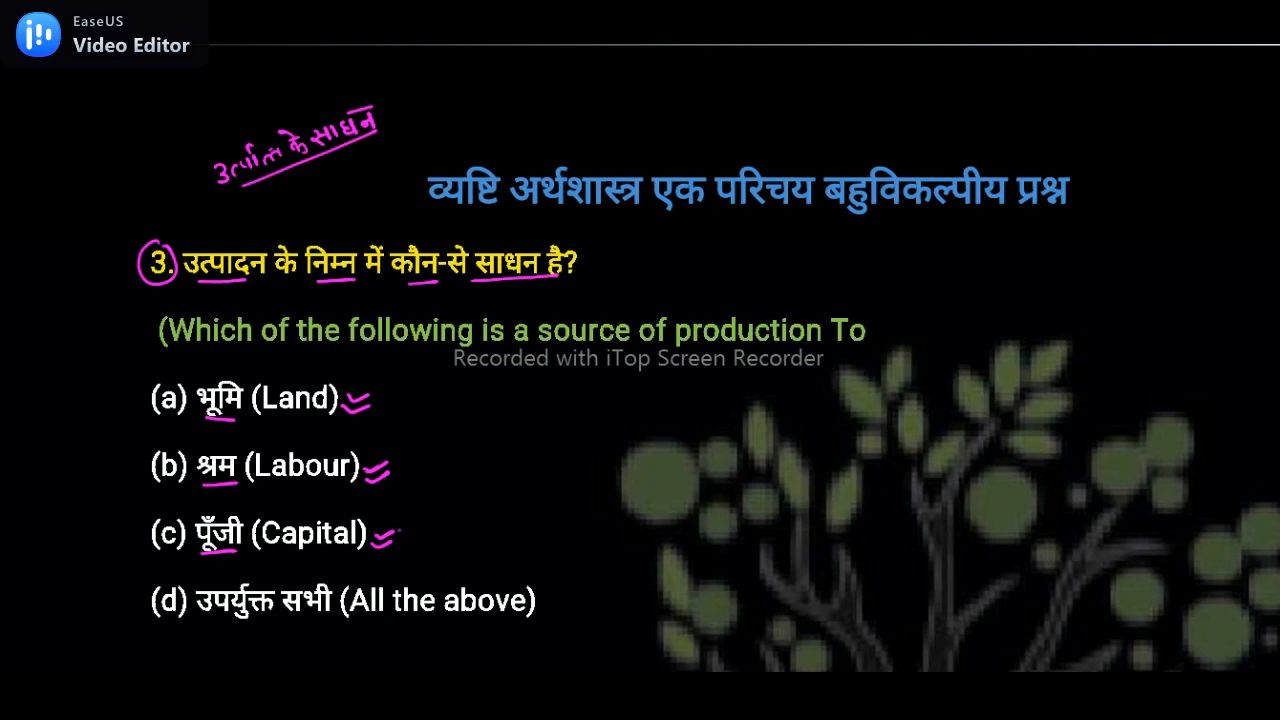 EaseUS
Video Editor
उत्पत्ति के साधन
व्यष्टि अर्थशास्त्र एक परिचय बहुविकल्पीय प्रश्न
3. उत्पादन के निम्न में कौन-से साधन है?
(Which of the following is a source of production To
Recorded with iTop Screen Recorder
(a) भूमि (Land)
(b) श्रम (Labour)
(c) पूँजी (Capital)
(d) उपर्युक्त सभी (All the above)